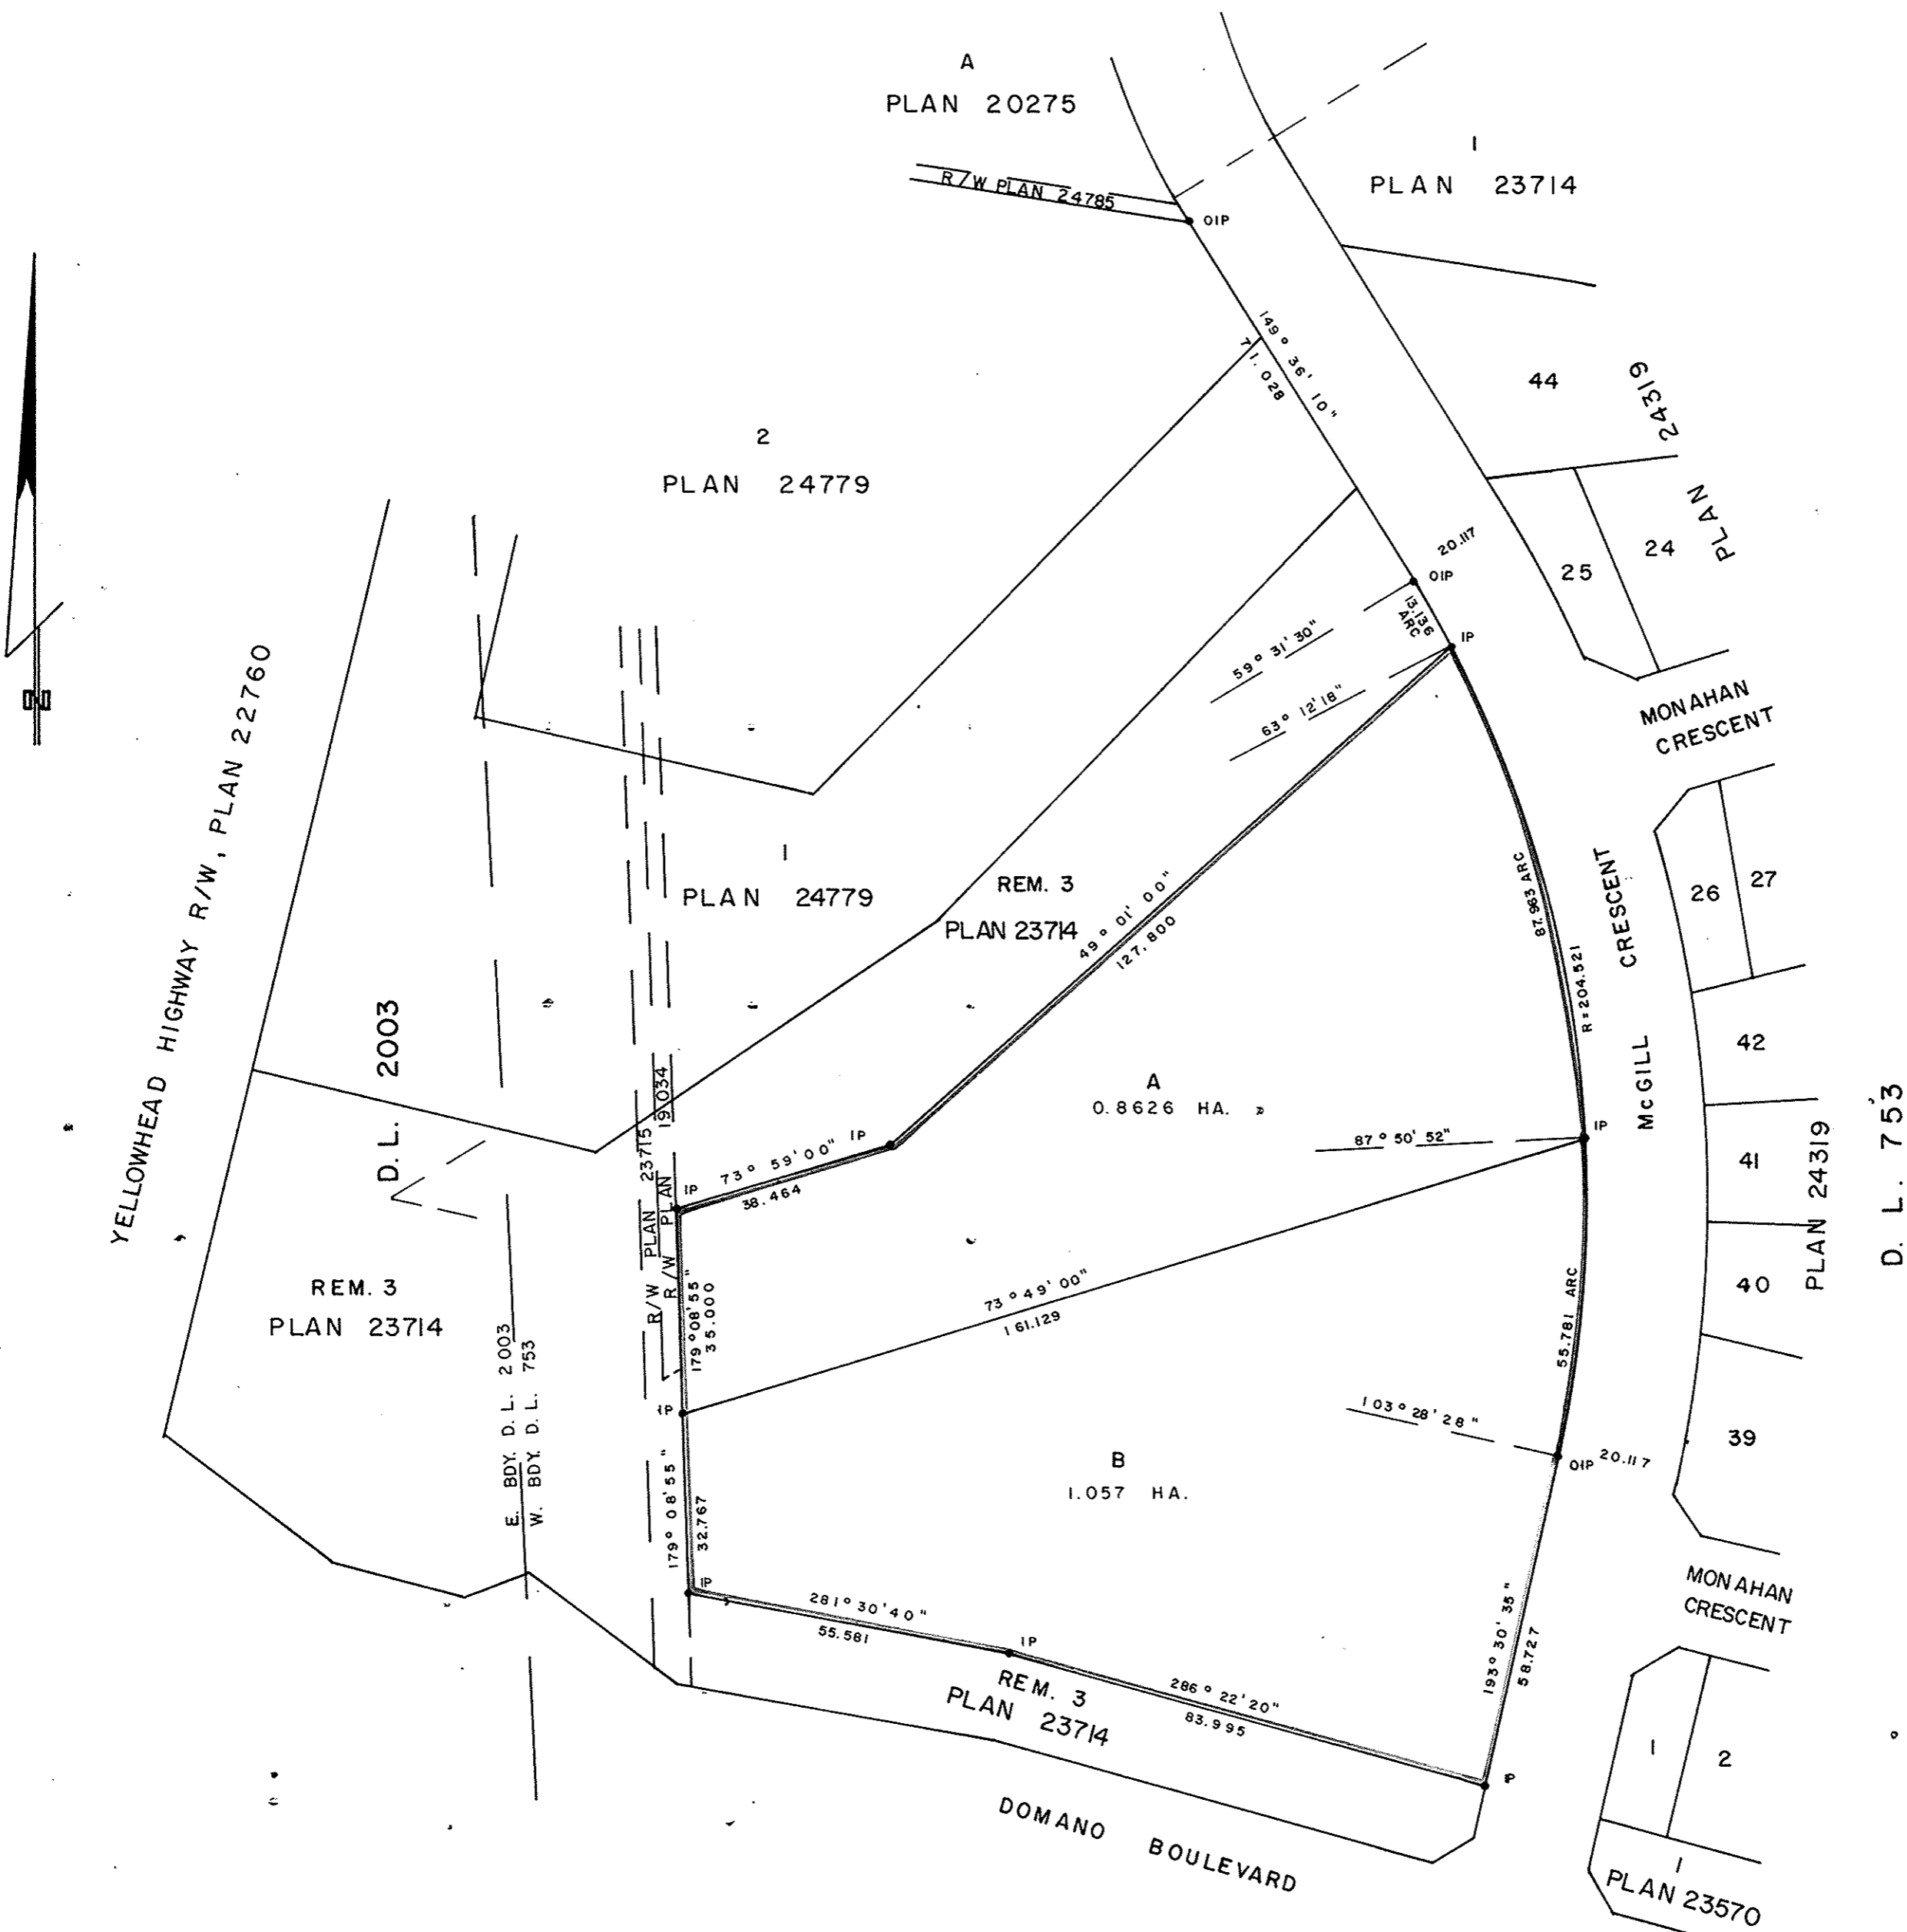 A
PLAN 20275
R/W PLAN 24785
OIP
1
PLAN 23714
149° 36' 10"
71.028
44
PLAN 24319
2
PLAN 24779
20.117
OIP
25
24
13.136
ARC
IP
59° 31' 30"
63° 12' 18"
MONAHAN
CRESCENT
N
YELLOWHEAD HIGHWAY R/W, PLAN 22760
1
PLAN 24779
REM. 3
PLAN 23714
49° 01' 00"
127.800
87.983 ARC
R=204.521
McGILL CRESCENT
26
27
42
D.L. 2003
A
0.8626 HA.
87° 50' 52"
IP
41
PLAN 24319
D. L. 753
R/W PLAN 23715
R/W PLAN 19034
IP
73° 59' 00"
38.464
IP
179° 08' 55"
35.000
73° 49' 00"
161.129
55.781 ARC
40
REM. 3
PLAN 23714
E. BDY. D. L. 2003
W. BDY. D. L. 753
IP
103° 28' 28"
OIP
20.117
39
B
1.057 HA.
179° 08' 55"
32.767
IP
281° 30' 40"
55.581
IP
286° 22' 20"
83.995
193° 30' 35"
58.727
IP
REM. 3
PLAN 23714
MONAHAN
CRESCENT
DOMANO BOULEVARD
1
2
1
PLAN 23570